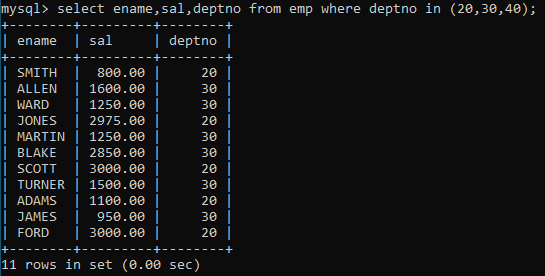 mysql> select ename,sal,deptno from emp where deptno in (20,30,40);
+--------+---------+--------+
| ename  | sal     | deptno |
+--------+---------+--------+
| SMITH  |  800.00 |     20 |
| ALLEN  | 1600.00 |     30 |
| WARD   | 1250.00 |     30 |
| JONES  | 2975.00 |     20 |
| MARTIN | 1250.00 |     30 |
| BLAKE  | 2850.00 |     30 |
| SCOTT  | 3000.00 |     20 |
| TURNER | 1500.00 |     30 |
| ADAMS  | 1100.00 |     20 |
| JAMES  |  950.00 |     30 |
| FORD   | 3000.00 |     20 |
+--------+---------+--------+
11 rows in set (0.00 sec)